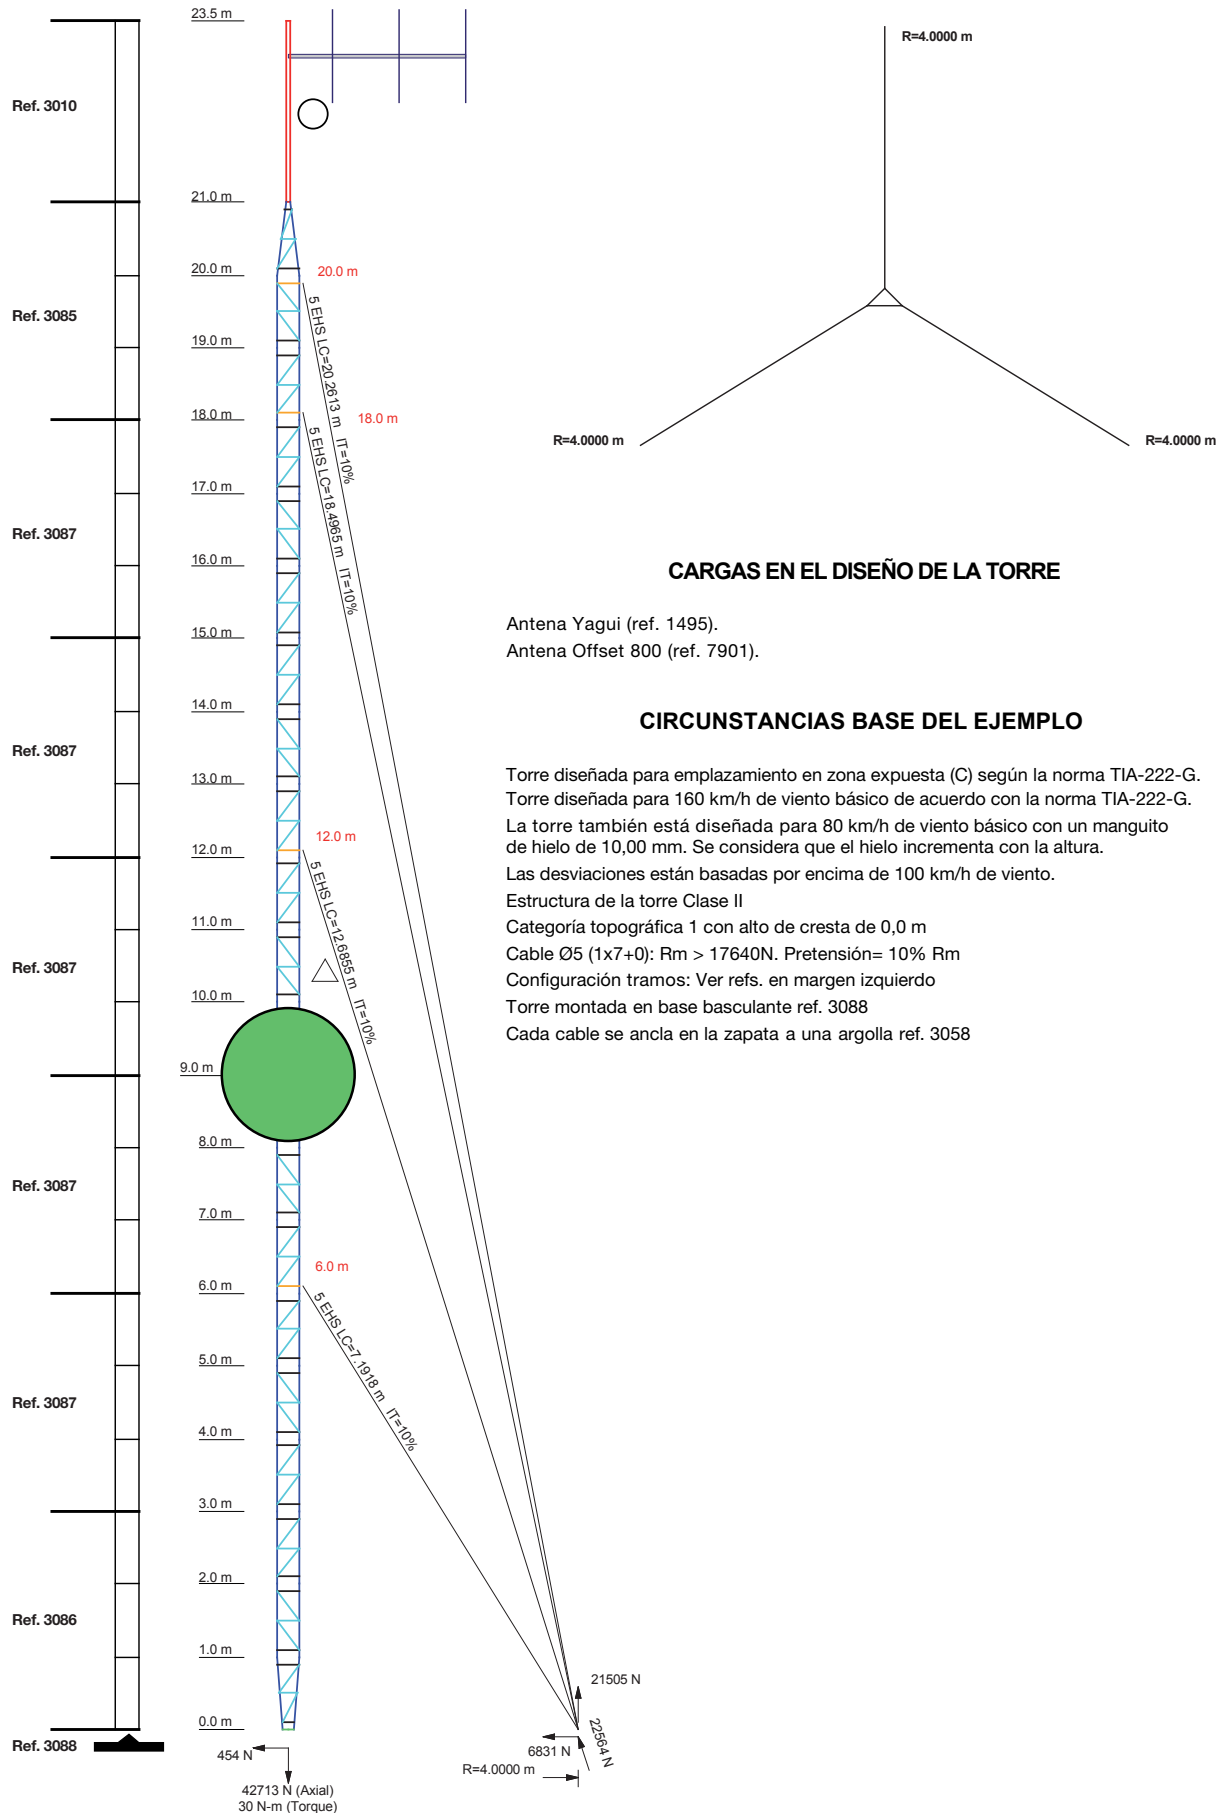 23.5 m
Ref. 3010
21.0 m
20.0 m
20.0 m
Ref. 3085
19.0 m
18.0 m
18.0 m
17.0 m
Ref. 3087
16.0 m
15.0 m
14.0 m
Ref. 3087
13.0 m
12.0 m
12.0 m
11.0 m
Ref. 3087
10.0 m
9.0 m
8.0 m
Ref. 3087
7.0 m
6.0 m
6.0 m
5.0 m
Ref. 3087
4.0 m
3.0 m
2.0 m
Ref. 3086
1.0 m
0.0 m
Ref. 3088
5 EHS LC=20.2613 m IT=10%
5 EHS LC=18.4965 m IT=10%
5 EHS LC=12.6855 m IT=10%
5 EHS LC=7.1918 m IT=10%
21505 N
22564 N
6831 N
R=4.0000 m
454 N
42713 N (Axial)
30 N-m (Torque)
R=4.0000 m
R=4.0000 m
R=4.0000 m
CARGAS EN EL DISEÑO DE LA TORRE
Antena Yagui (ref. 1495).
Antena Offset 800 (ref. 7901).
CIRCUNSTANCIAS BASE DEL EJEMPLO
Torre diseñada para emplazamiento en zona expuesta (C) según la norma TIA-222-G.
Torre diseñada para 160 km/h de viento básico de acuerdo con la norma TIA-222-G.
La torre también está diseñada para 80 km/h de viento básico con un manguito
de hielo de 10,00 mm. Se considera que el hielo incrementa con la altura.
Las desviaciones están basadas por encima de 100 km/h de viento.
Estructura de la torre Clase II
Categoría topográfica 1 con alto de cresta de 0,0 m
Cable Ø5 (1x7+0): Rm > 17640N. Pretensión= 10% Rm
Configuración tramos: Ver refs. en margen izquierdo
Torre montada en base basculante ref. 3088
Cada cable se ancla en la zapata a una argolla ref. 3058